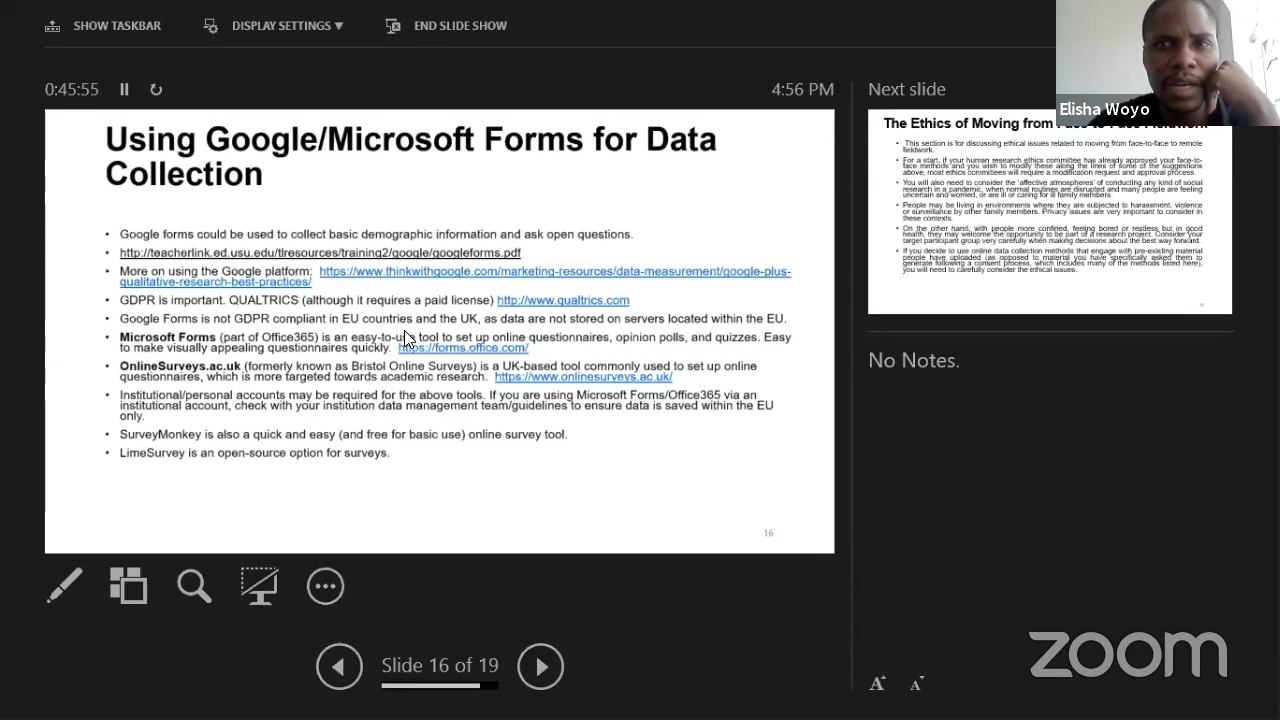 SHOW TASKBAR
DISPLAY SETTINGS ▼
END SLIDE SHOW
Elisha Woyo
0:45:55
4:56 PM
Using Google/Microsoft Forms for Data
Collection
• Google forms could be used to collect basic demographic information and ask open questions.
• http://teacherlink.ed.usu.edu/tlresources/training2/google/googleforms.pdf
• More on using the Google platform: https://www.thinkwithgoogle.com/marketing-resources/data-measurement/google-plus-
qualitative-research-best-practices/
• GDPR is important. QUALTRICS (although it requires a paid license) http://www.qualtrics.com
• Google Forms is not GDPR compliant in EU countries and the UK, as data are not stored on servers located within the EU.
• Microsoft Forms (part of Office365) is an easy-to-use tool to set up online questionnaires, opinion polls, and quizzes. Easy
to make visually appealing questionnaires quickly. https://forms.office.com/
• OnlineSurveys.ac.uk (formerly known as Bristol Online Surveys) is a UK-based tool commonly used to set up online
questionnaires, which is more targeted towards academic research. https://www.onlinesurveys.ac.uk/
• Institutional/personal accounts may be required for the above tools. If you are using Microsoft Forms/Office365 via an
institutional account, check with your institution data management team/guidelines to ensure data is saved within the EU
only.
• SurveyMonkey is also a quick and easy (and free for basic use) online survey tool.
• LimeSurvey is an open-source option for surveys.
16
Next slide
The Ethics of Moving from Face to Face Fieldwork
• This section is for discussing ethical issues related to moving from face-to-face to remote
fieldwork.
• For a start, if your human research ethics committee has already approved your face-to-
face methods and you wish to modify these along the lines of some of the suggestions
above, most ethics committees will require a modification request and approval process.
• You will also need to consider the 'affective atmospheres' of conducting any kind of social
research in a pandemic, when normal routines are disrupted and many people are feeling
uncertain and worried, or are ill or caring for ill family members.
• People may be living in environments where they are subjected to harassment, violence
or surveillance by other family members. Privacy issues are very important to consider in
these contexts.
• On the other hand, with people more confined, feeling bored or restless but in good
health, they may welcome the opportunity to be part of a research project. Consider your
target participant group very carefully when making decisions about the best way forward.
• If you decide to use online data collection methods that engage with pre-existing material
people have uploaded (as opposed to material you have specifically asked them to
generate following a consent process, which includes many of the methods listed here),
you will need to carefully consider the ethical issues.
No Notes.
Slide 16 of 19
A A
zoom